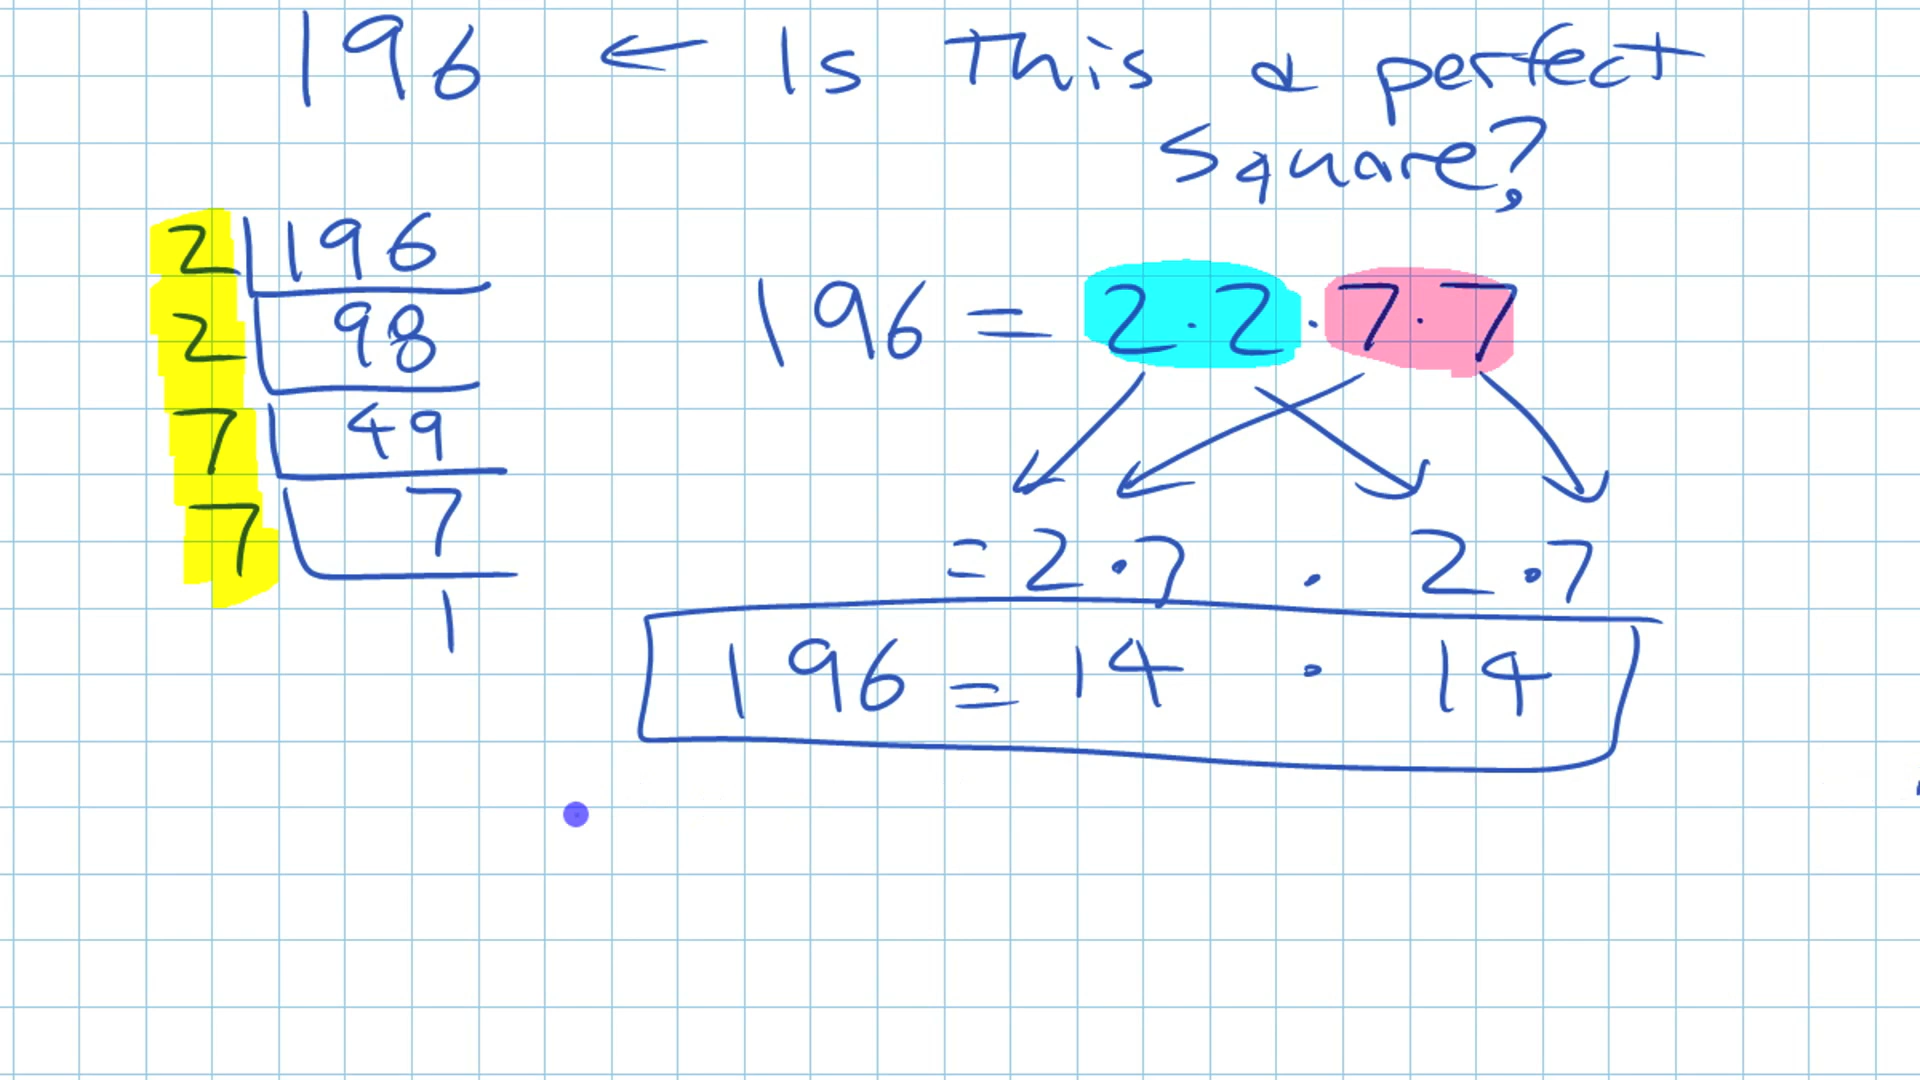 196 ← Is This a perfect
square?
2 196
2 98
7 49
7 7
1
196 = 2·2·7·7
= 2·7 · 2·7
196 = 14 · 14